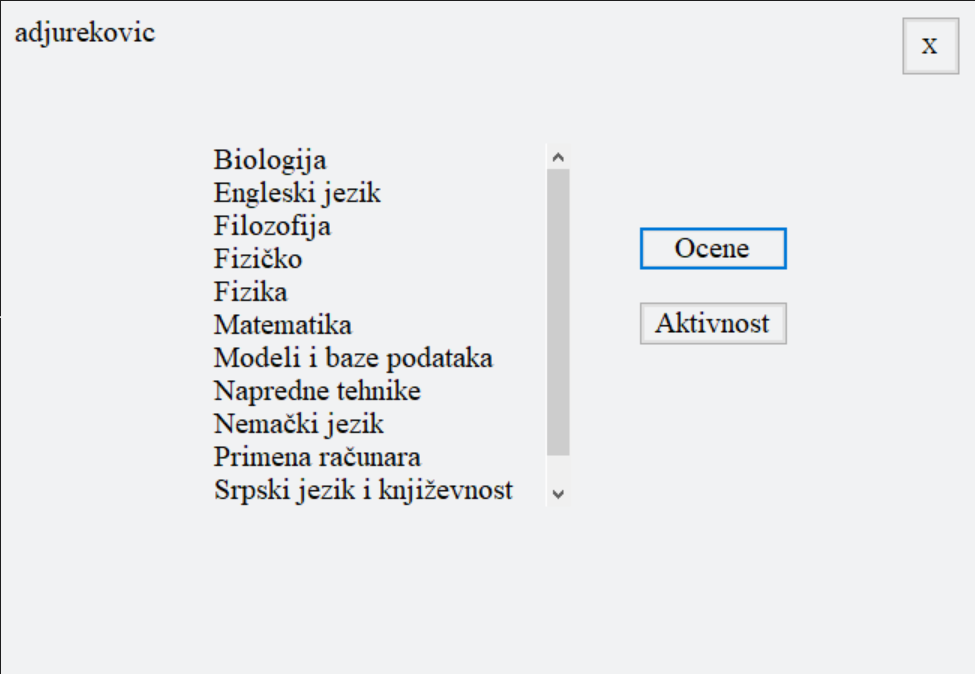 adjurekovic
x
Biologija
Engleski jezik
Filozofija
Fizičko
Fizika
Matematika
Modeli i baze podataka
Napredne tehnike
Nemački jezik
Primena računara
Srpski jezik i književnost
Ocene
Aktivnost